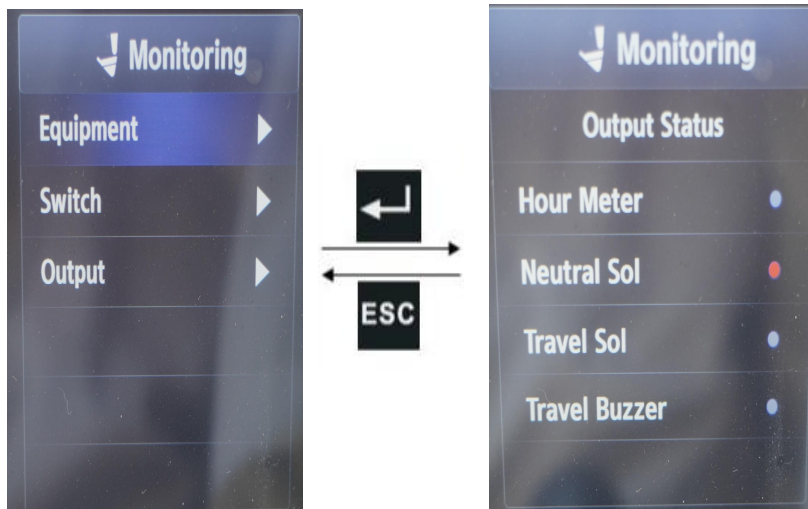 Monitoring
Equipment
Switch
Output
ESC
Monitoring
Output Status
Hour Meter
Neutral Sol
Travel Sol
Travel Buzzer